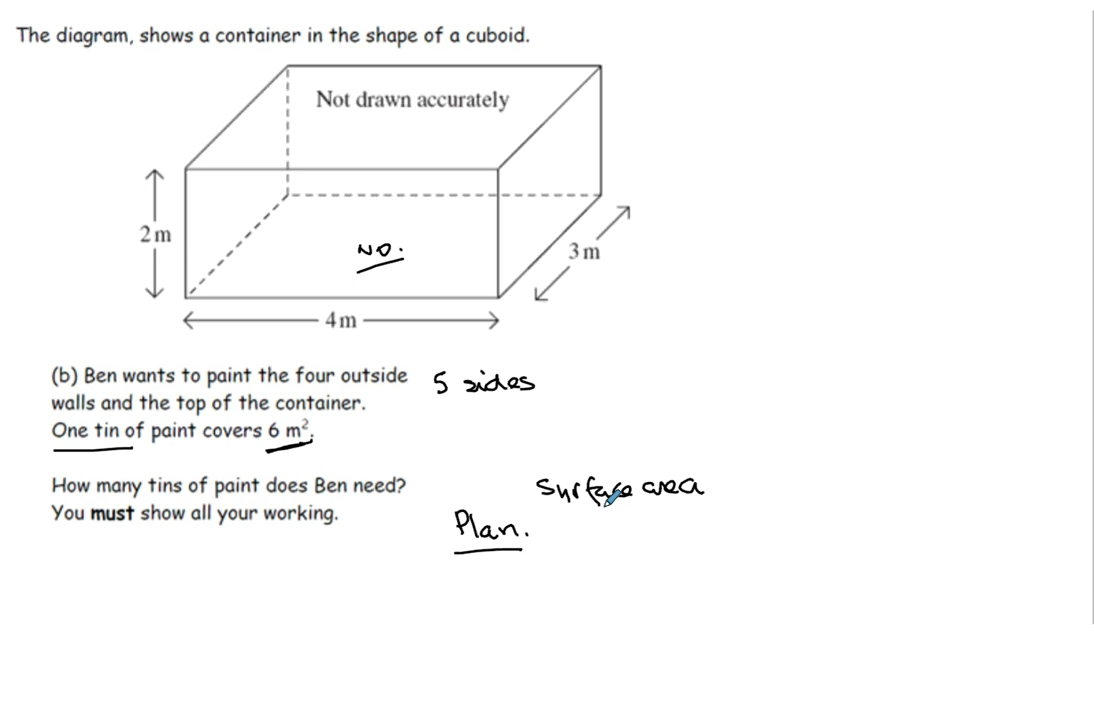 The diagram, shows a container in the shape of a cuboid.
Not drawn accurately
2 m
NO.
3 m
4 m
(b) Ben wants to paint the four outside
walls and the top of the container.
One tin of paint covers 6 m².
5 sides
How many tins of paint does Ben need?
You must show all your working.
Surface area
Plan.